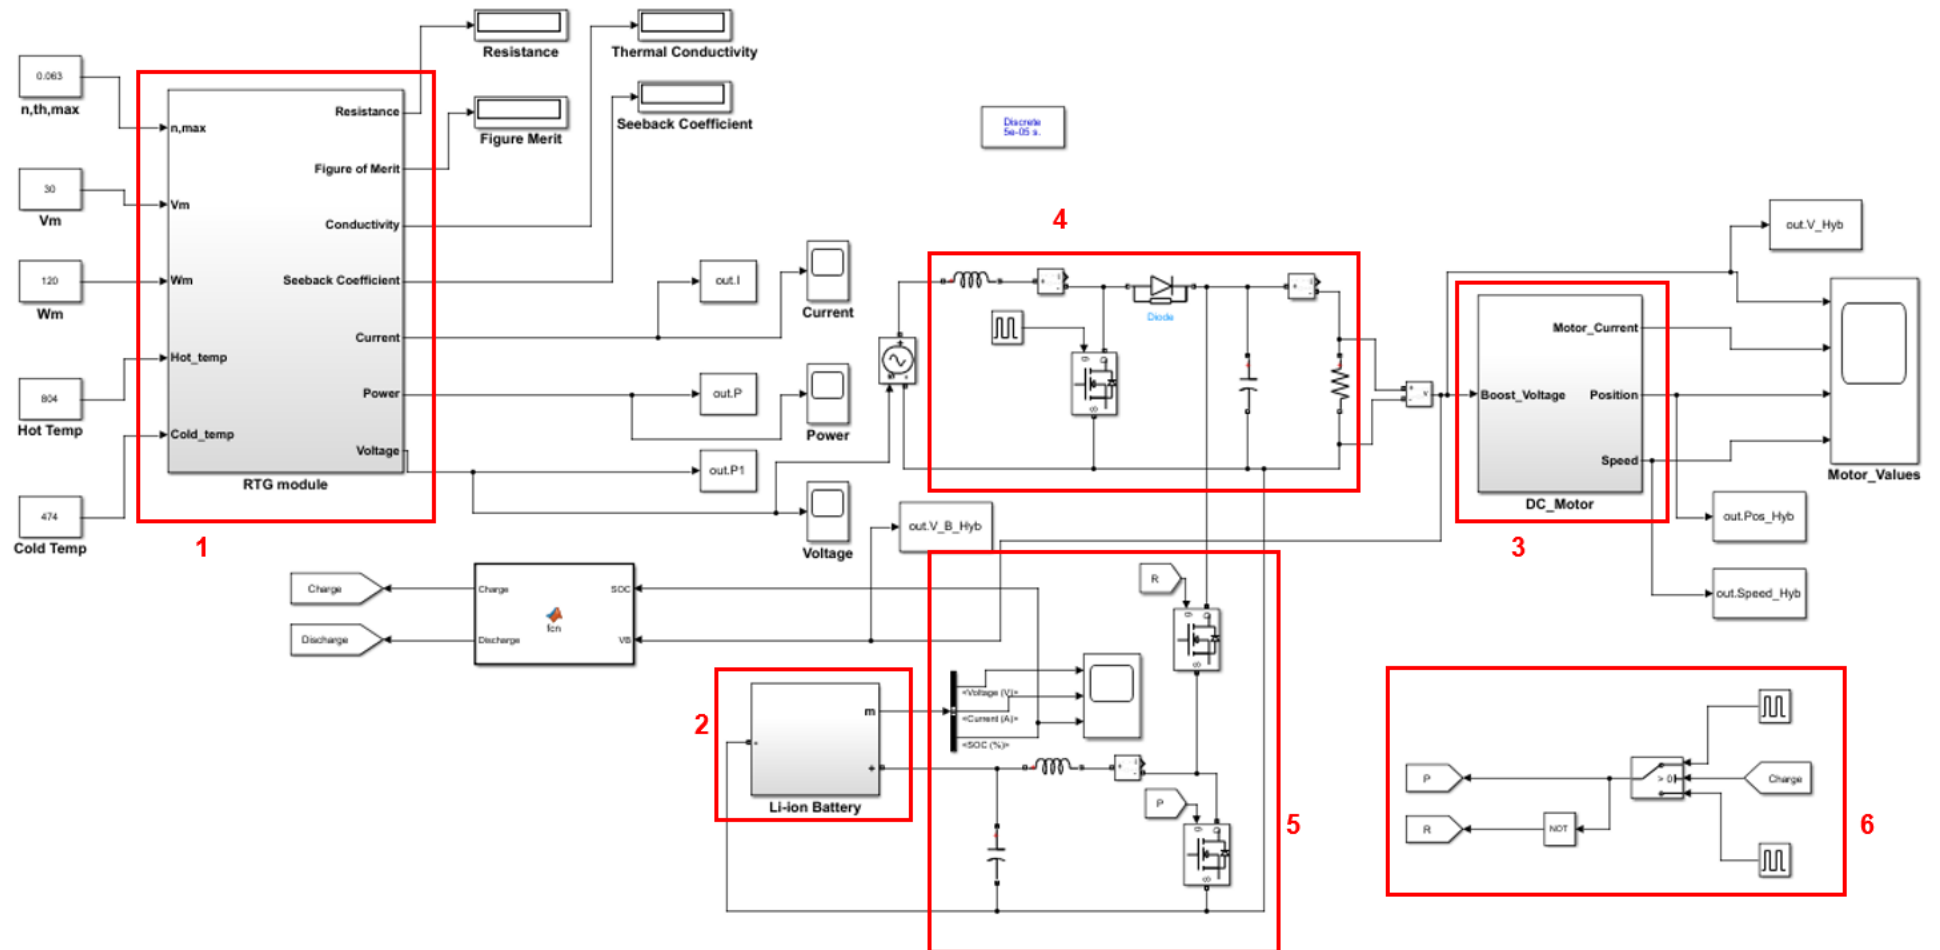 0.063
n,th,max
30
Vm
120
Wm
804
Hot Temp
474
Cold Temp
n,max
Vm
Wm
Hot_temp
Cold_temp
Resistance
Figure of Merit
Conductivity
Seeback Coefficient
Current
Power
Voltage
RTG module
1
Resistance
Figure Merit
Thermal Conductivity
Seeback Coefficient
out.I
Current
out.P
Power
out.P1
Voltage
Discrete
5e-05 s.
4
Diode
Boost_Voltage
Motor_Current
Position
Speed
DC_Motor
3
out.V_Hyb
Motor_Values
out.Pos_Hyb
out.Speed_Hyb
out.V_B_Hyb
Charge
Discharge
Charge
Discharge
fcn
SOC
VB
2
m
-
+
Li-ion Battery
<Voltage (V)>
<Current (A)>
<SOC (%)>
R
P
5
P
R
NOT
> 0
Charge
6